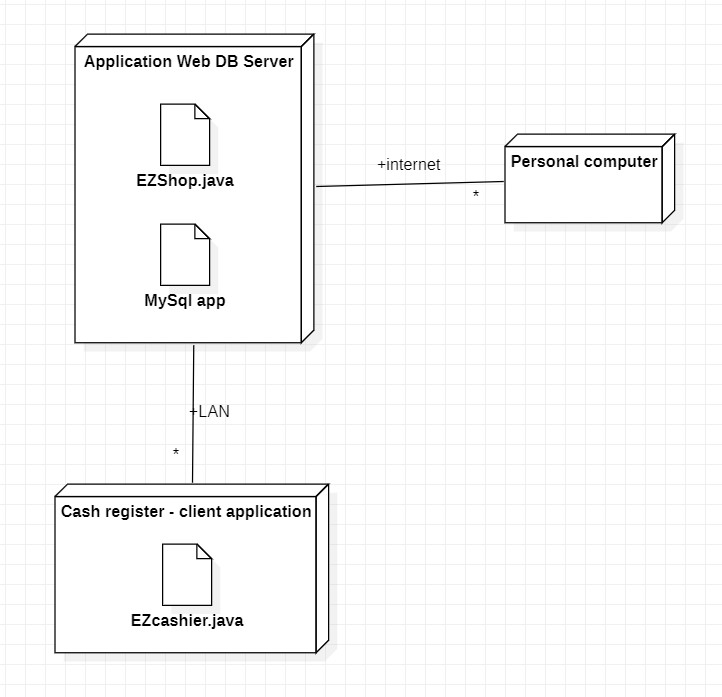 Application Web DB Server
EZShop.java
MySql app
+internet
*
Personal computer
+LAN
*
Cash register - client application
EZcashier.java